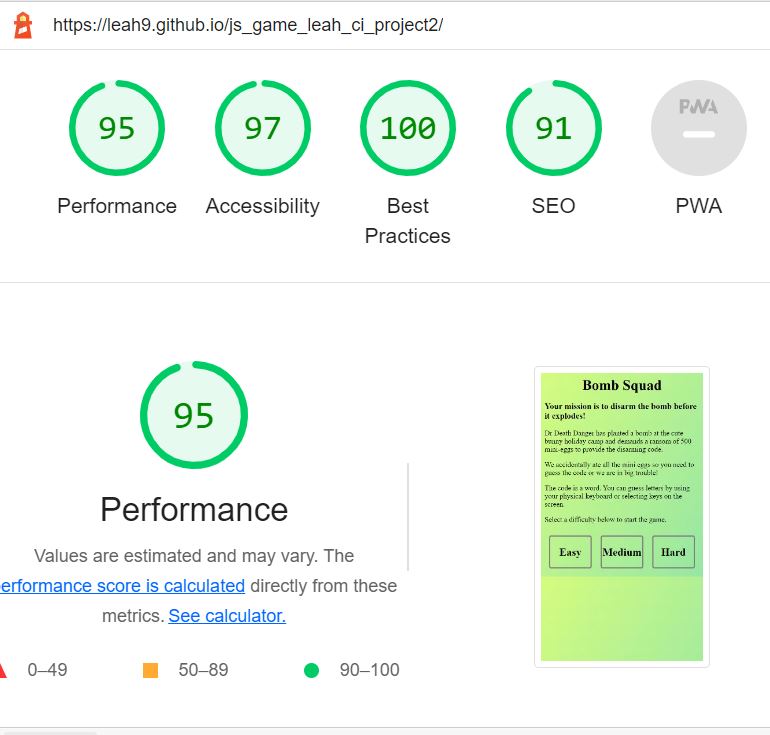 https://leah9.github.io/js_game_leah_ci_project2/
95
97
100
91
PWA
Performance
Accessibility
Best
Practices
SEO
PWA
95
Performance
Values are estimated and may vary. The
performance score is calculated directly from these
metrics. See calculator.
0–49
50–89
90–100
Bomb Squad
Your mission is to disarm the bomb before
it explodes!
Dr Death Danger has planted a bomb at the cute
bunny holiday camp and demands a ransom of 500
mini-eggs to provide the disarming code.
We accidentally ate all the mini eggs so you need to
guess the code or we are in big trouble!
The code is a word. You can guess letters by using
your physical keyboard or selecting keys on the
screen.
Select a difficulty below to start the game.
Easy
Medium
Hard